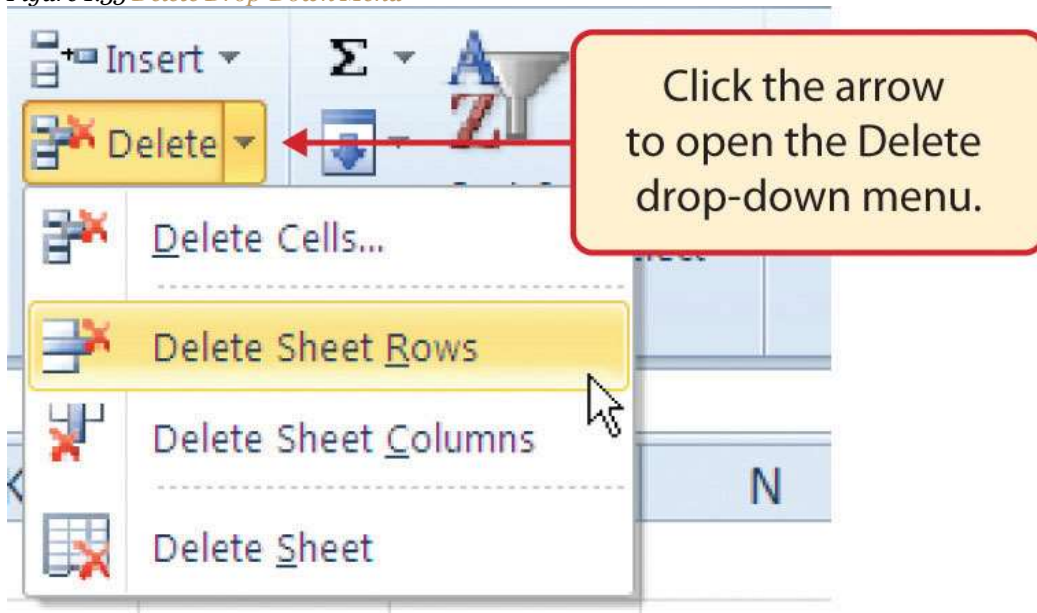 Insert
Σ
A
Z
Delete
Click the arrow
to open the Delete
drop-down menu.
Delete Cells...
Delete Sheet Rows
Delete Sheet Columns
N
Delete Sheet